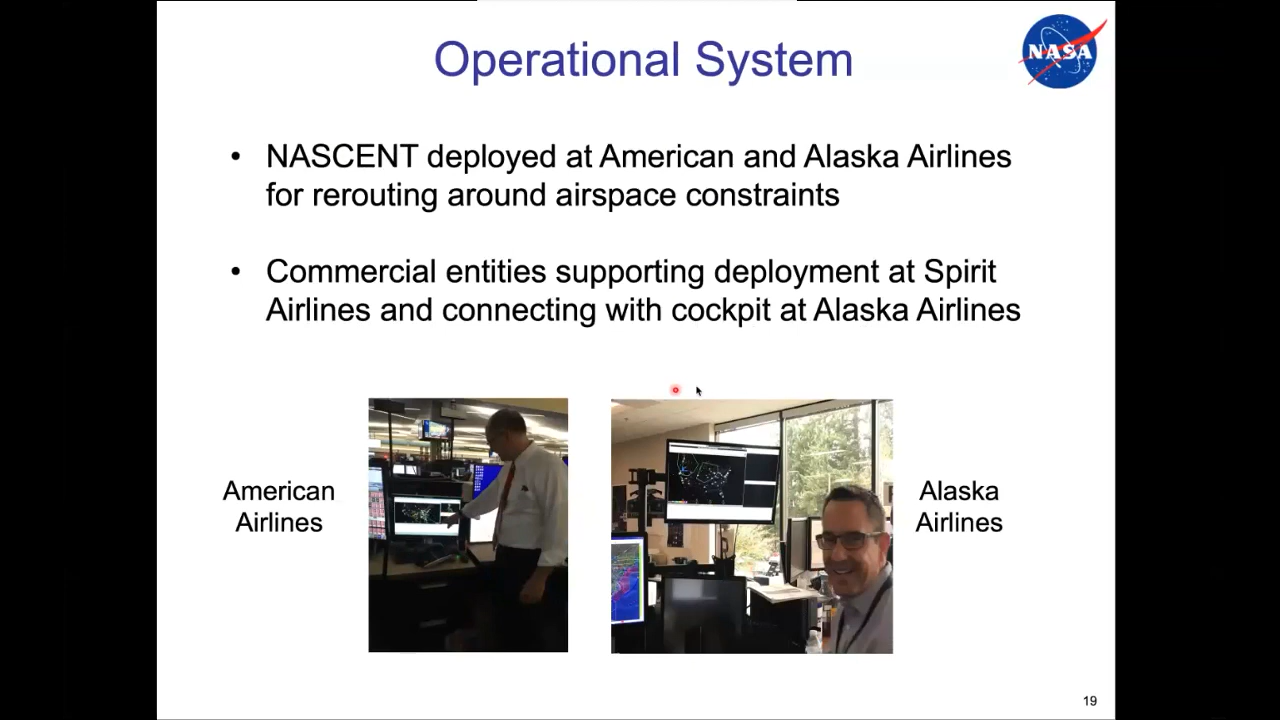 Operational System
NASA
• NASCENT deployed at American and Alaska Airlines
for rerouting around airspace constraints
• Commercial entities supporting deployment at Spirit
Airlines and connecting with cockpit at Alaska Airlines
American
Airlines
Alaska
Airlines
19